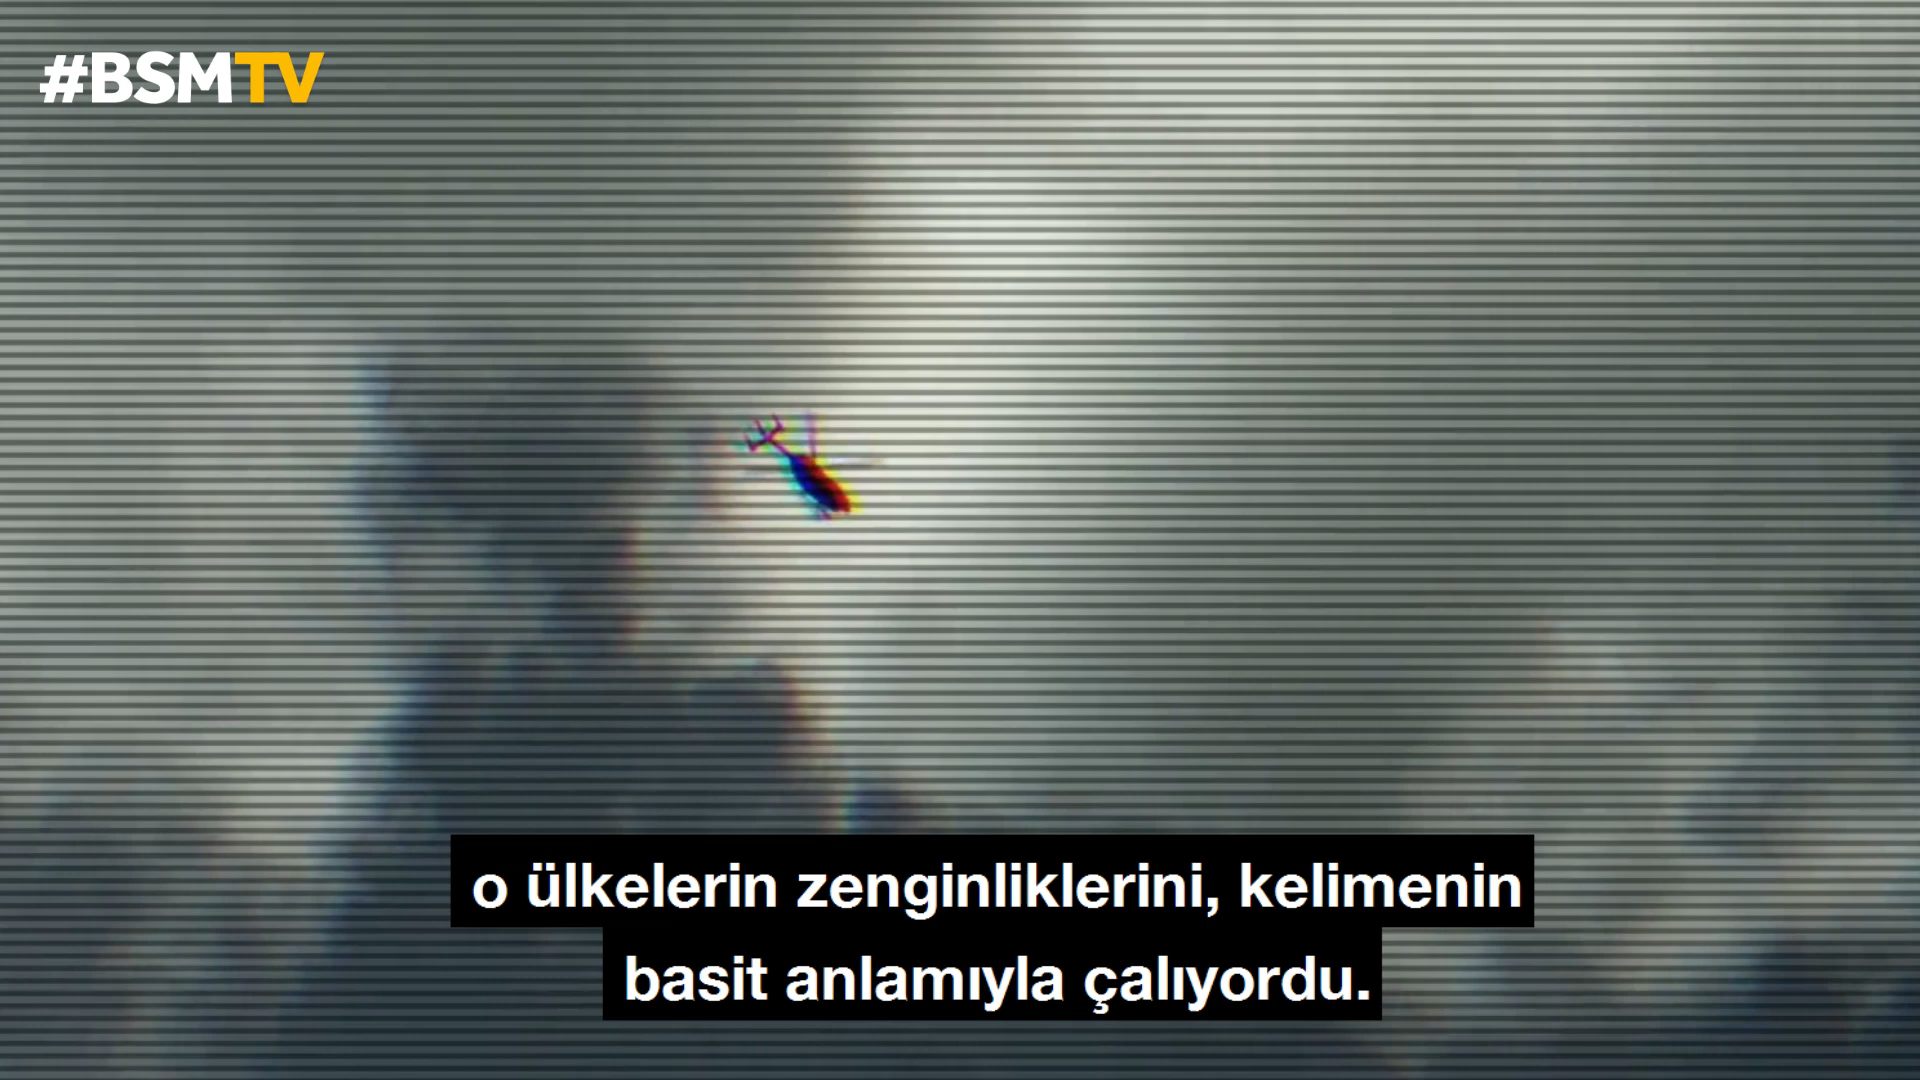 #BSMTV
o ülkelerin zenginliklerini, kelimenin
basit anlamıyla çalıyordu.